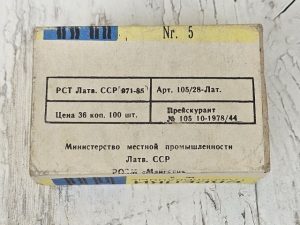 Nr. 5
РСТ Латв. ССР 971-85
Арт. 105/28-Лат.
Цена 36 коп. 100 шт.
Прейскурант
№ 105 10-1978/44
Министерство местной промышленности
Латв. ССР